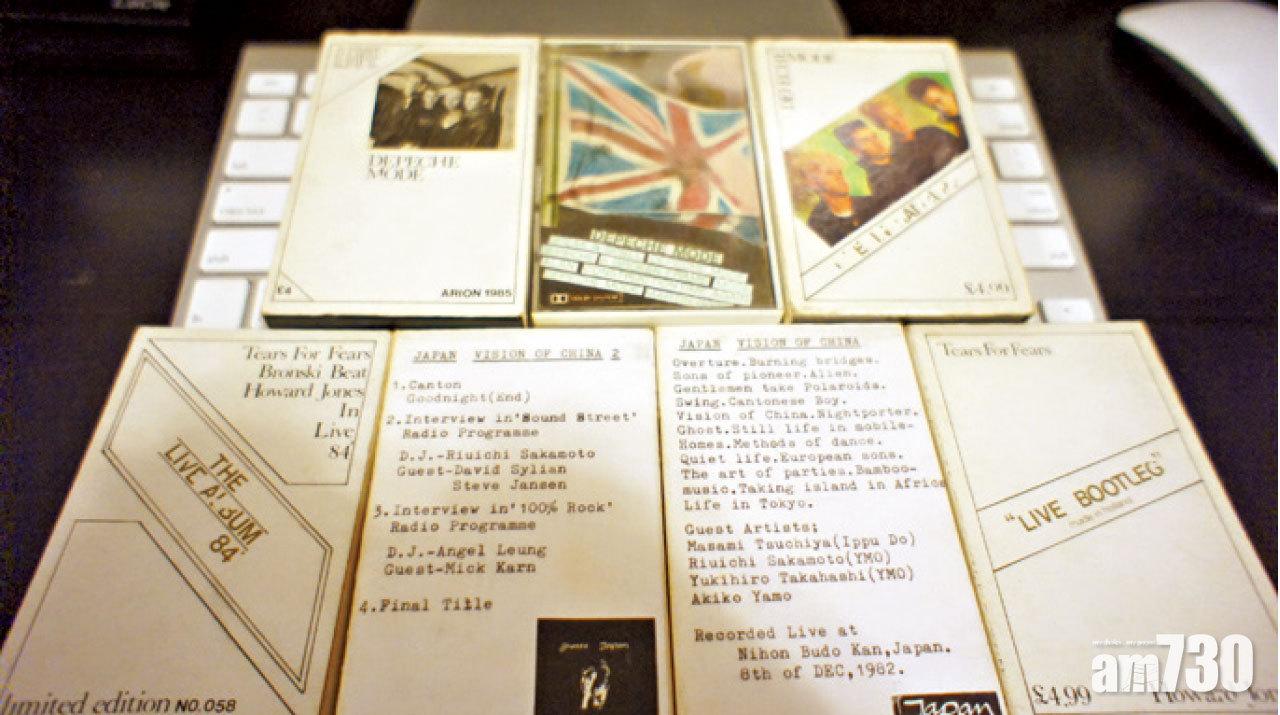 LIVE
DEPECHE
MODE
£4
ARION 1985
DEPECHE MODE
DEPECHE MODE
£4.99
Tears For Fears
Bronski Beat
Howard Jones
In
Live
84
THE
LIVE ALBUM
84
limited edition NO.058
JAPAN VISION OF CHINA 2
1.Canton
Goodnight(End)
2.Interview in'Sound Street'
Radio Programme
D.J.-Riuichi Sakamoto
Guest-David Sylian
Steve Jansen
3.Interview in'100% Rock'
Radio Programme
D.J.-Angel Leung
Guest-Mick Karn
4.Final Title
JAPAN VISION OF CHINA
Overture.Burning bridges.
Sons of pioneer.Alien.
Gentlemen take Polaroids.
Swing.Cantonese Boy.
Vision of China.Nightporter.
Ghost.Still life in mobile-
Homes.Methods of dance.
Quiet life.European sons.
The art of parties.Bamboo-
music.Taking island in Africa
Life in Tokyo.
Guest Artists;
Masami Tsuchiya(Ippu Do)
Riuichi Sakamoto(YMO)
Yukihiro Takahashi(YMO)
Akiko Yamo
Recorded Live at
Nihon Budo Kan,Japan.
8th of DEC,1982.
Japan
Tears For Fears
"LIVE BOOTLEG"
£4.99
Howard Jon
am730